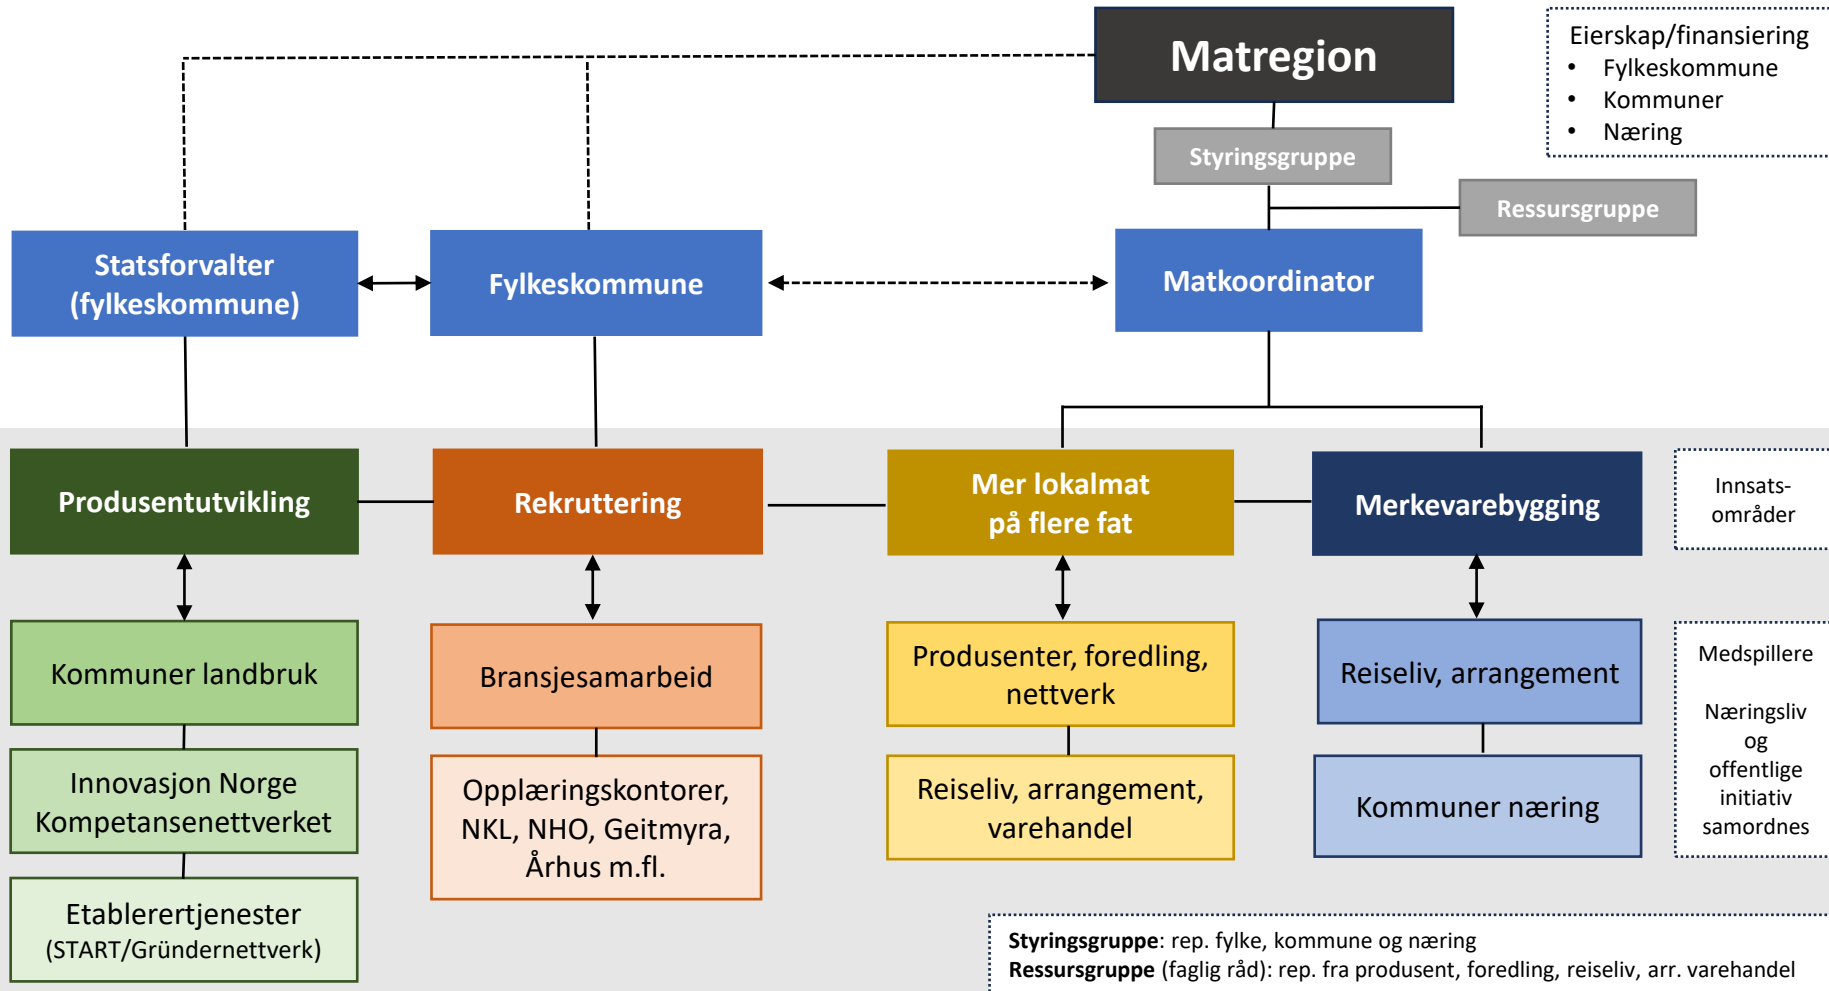 Matregion
Eierskap/finansiering
• Fylkeskommune
• Kommuner
• Næring
Styringsgruppe
Ressursgruppe
Statsforvalter
(fylkeskommune)
Fylkeskommune
Matkoordinator
Produsentutvikling
Rekruttering
Mer lokalmat
på flere fat
Merkevarebygging
Innsats-
områder
Kommuner landbruk
Bransjesamarbeid
Produsenter, foredling,
nettverk
Reiseliv, arrangement
Medspillere
Næringsliv
og
offentlige
initiativ
samordnes
Innovasjon Norge
Kompetansenettverket
Opplæringskontorer,
NKL, NHO, Geitmyra,
Århus m.fl.
Reiseliv, arrangement,
varehandel
Kommuner næring
Etablerertjenester
(START/Gründernettverk)
Styringsgruppe: rep. fylke, kommune og næring
Ressursgruppe (faglig råd): rep. fra produsent, foredling, reiseliv, arr. varehandel